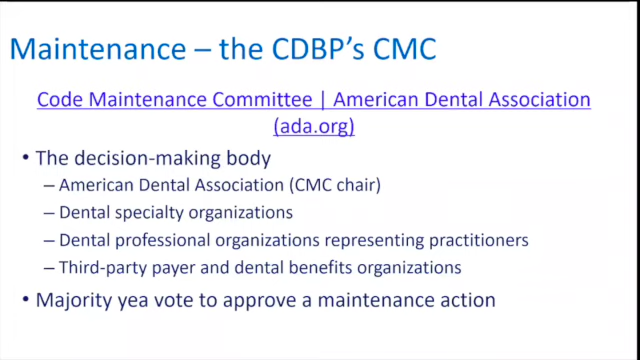 Maintenance – the CDBP's CMC
Code Maintenance Committee | American Dental Association
(ada.org)
• The decision-making body
– American Dental Association (CMC chair)
– Dental specialty organizations
– Dental professional organizations representing practitioners
– Third-party payer and dental benefits organizations
• Majority yea vote to approve a maintenance action